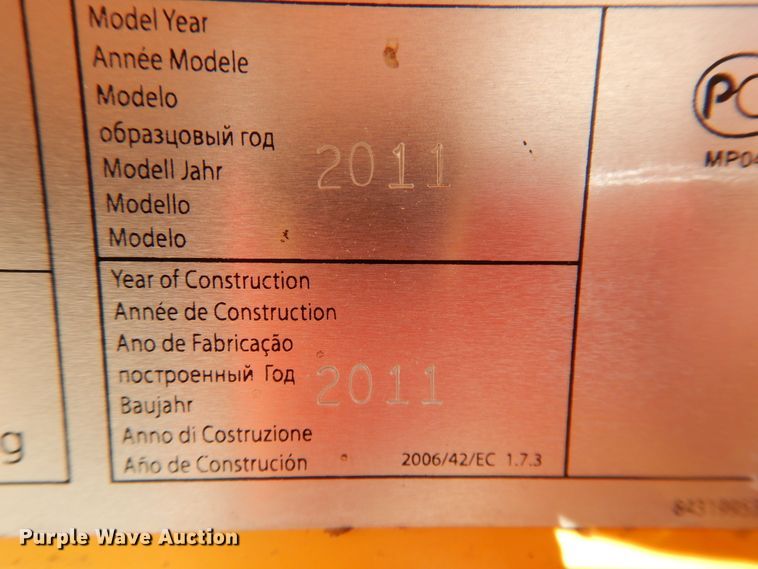 Model Year
Année Modele
Modelo
образцовый год
Modell Jahr
Modello
Modelo
2011
Year of Construction
Année de Construction
Ano de Fabricação
построенный Год
Baujahr
Anno di Costruzione
Año de Construción
2011
2006/42/EC 1.7.3
PC
MP04
g
Purple Wave Auction